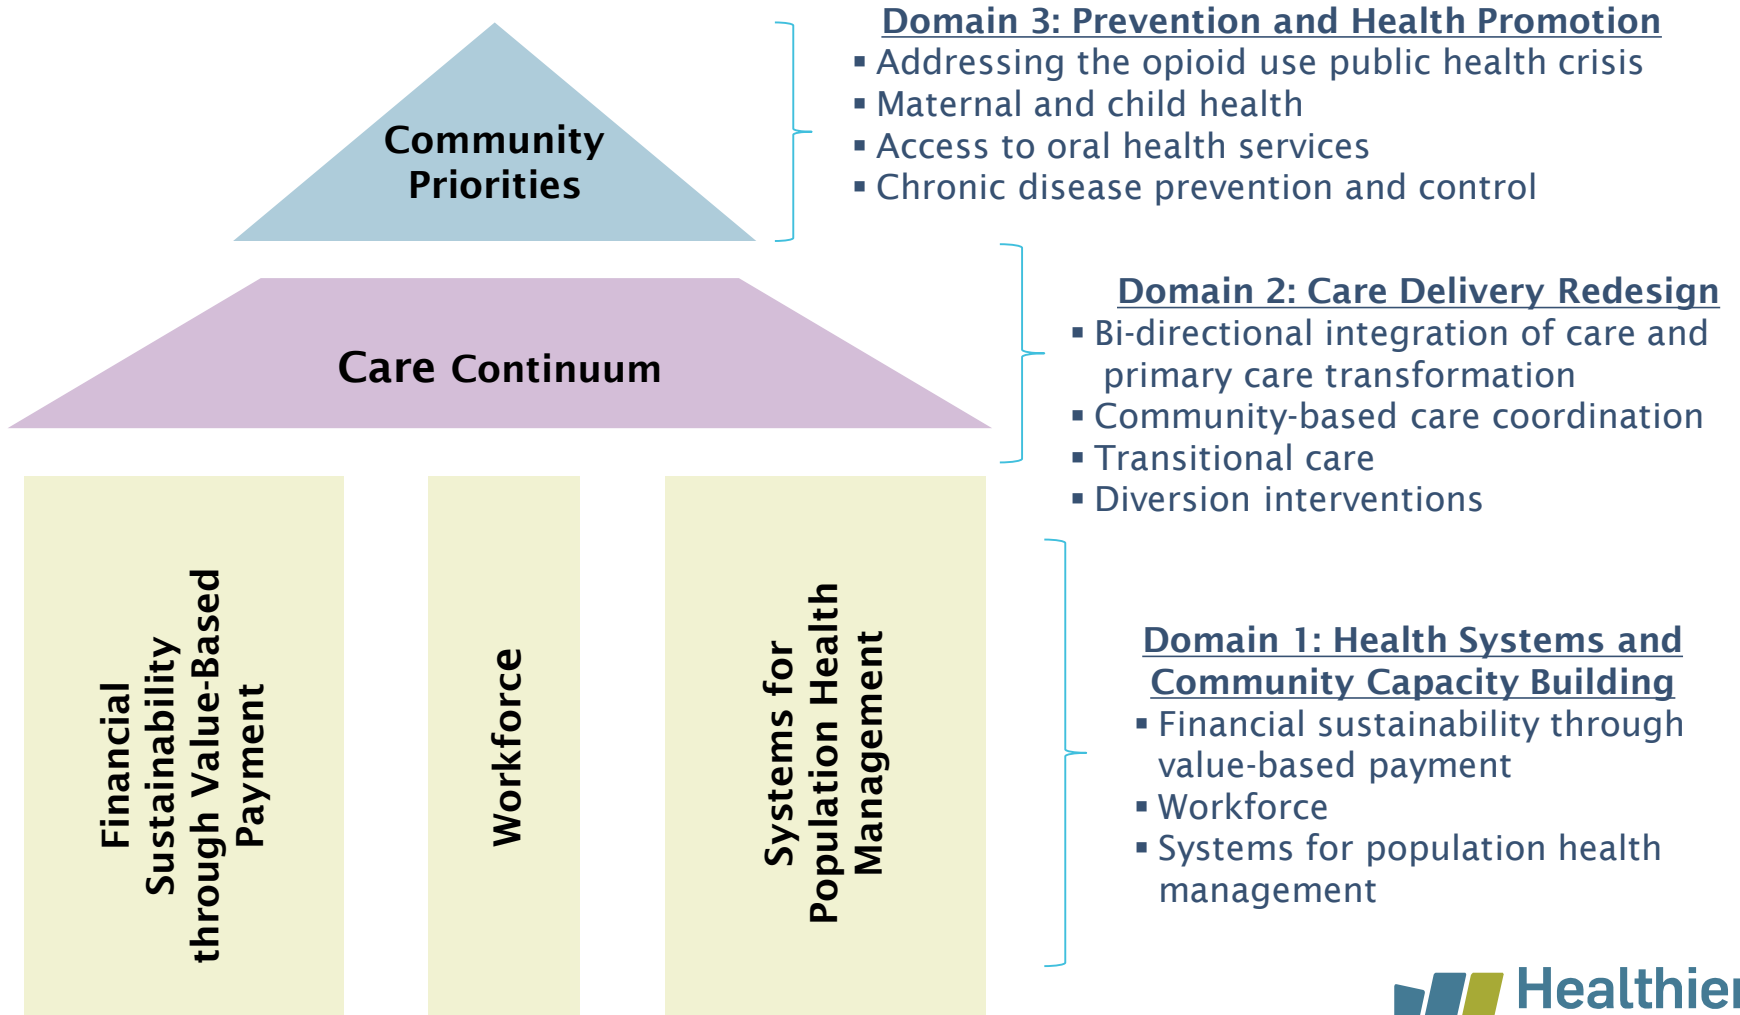 Domain 3: Prevention and Health Promotion
▪ Addressing the opioid use public health crisis
▪ Maternal and child health
▪ Access to oral health services
▪ Chronic disease prevention and control
Community
Priorities
Domain 2: Care Delivery Redesign
▪ Bi-directional integration of care and
primary care transformation
▪ Community-based care coordination
▪ Transitional care
▪ Diversion interventions
Care Continuum
Financial
Sustainability
through Value-Based
Payment
Workforce
Systems for
Population Health
Management
Domain 1: Health Systems and
Community Capacity Building
▪ Financial sustainability through
value-based payment
▪ Workforce
▪ Systems for population health
management
Healthier